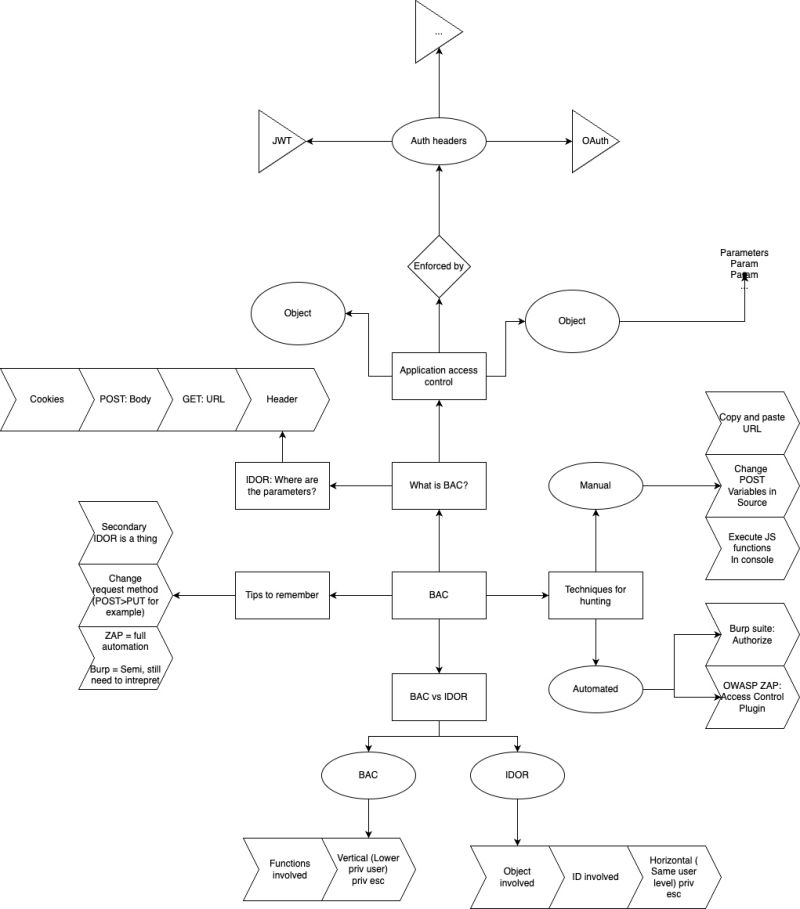 ...
JWT
Auth headers
OAuth
Enforced by
Parameters
Param
Param
...
Object
Object
Application access
control
Cookies
POST: Body
GET: URL
Header
Copy and paste
URL
IDOR: Where are
the parameters?
What is BAC?
Manual
Change
POST
Variables in
Source
Secondary
IDOR is a thing
Execute JS
functions
In console
Change
request method
(POST>PUT for
example)
Tips to remember
BAC
Techniques for
hunting
ZAP = full
automation
Burp = Semi, still
need to intrepret
Burp suite:
Authorize
BAC vs IDOR
Automated
OWASP ZAP:
Access Control
Plugin
BAC
IDOR
Functions
involved
Vertical (Lower
priv user)
priv esc
Object
involved
ID involved
Horizontal (
Same user
level) priv
esc